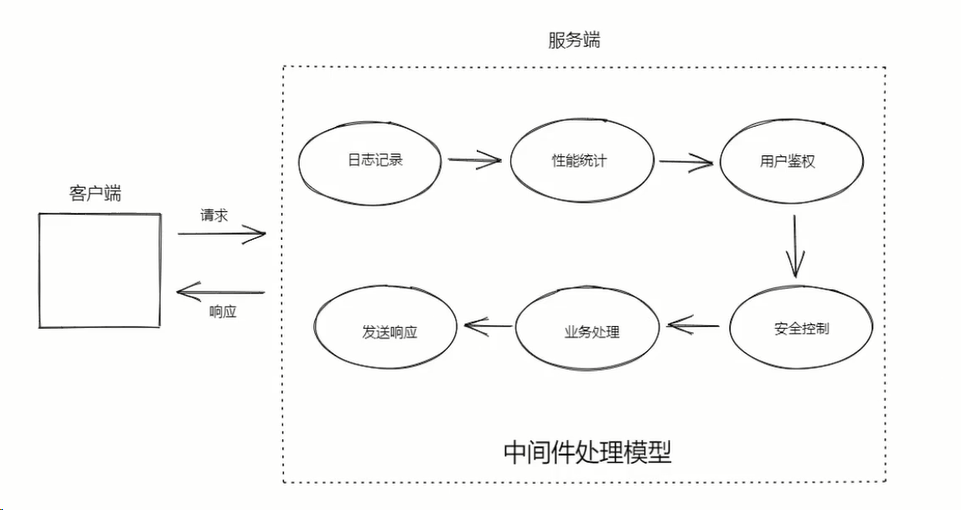 服务端
日志记录
性能统计
用户鉴权
客户端
请求
响应
发送响应
业务处理
安全控制
中间件处理模型